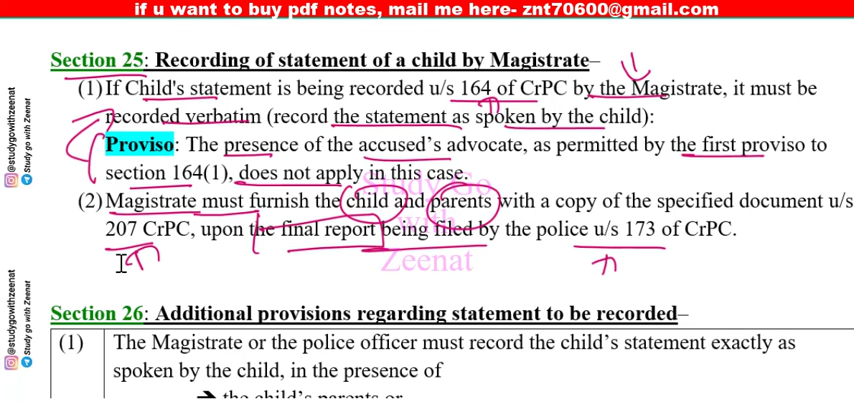 if u want to buy pdf notes, mail me here- znt70600@gmail.com
Section 25: Recording of statement of a child by Magistrate–
(1) If Child's statement is being recorded u/s 164 of CrPC by the Magistrate, it must be
recorded verbatim (record the statement as spoken by the child):
Proviso: The presence of the accused's advocate, as permitted by the first proviso to
section 164(1), does not apply in this case.
(2) Magistrate must furnish the child and parents with a copy of the specified document u/s
207 CrPC, upon the final report being filed by the police u/s 173 of CrPC.
Study Go
with
Zeenat
@studygowithzeenat
Study go with Zeenat
@studygowithzeenat
Study go with Zeenat
Section 26: Additional provisions regarding statement to be recorded–
(1) The Magistrate or the police officer must record the child's statement exactly as
spoken by the child, in the presence of
➔ the child's parents or